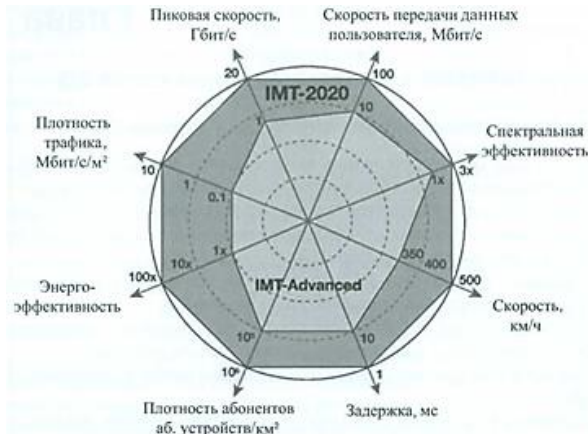 Пиковая скорость,
Гбит/с
Скорость передачи данных
пользователя, Мбит/с
20
100
IMT-2020
1
10
Плотность
трафика,
Мбит/с/м²
Спектральная
эффективность
10
1
0.1
1x
3x
Энерго-
эффективность
100x
10x
1x
350
400
500
Скорость,
км/ч
IMT-Advanced
10⁵
10
10⁶
1
Плотность абонентов
аб. устройств/км²
Задержка, мс